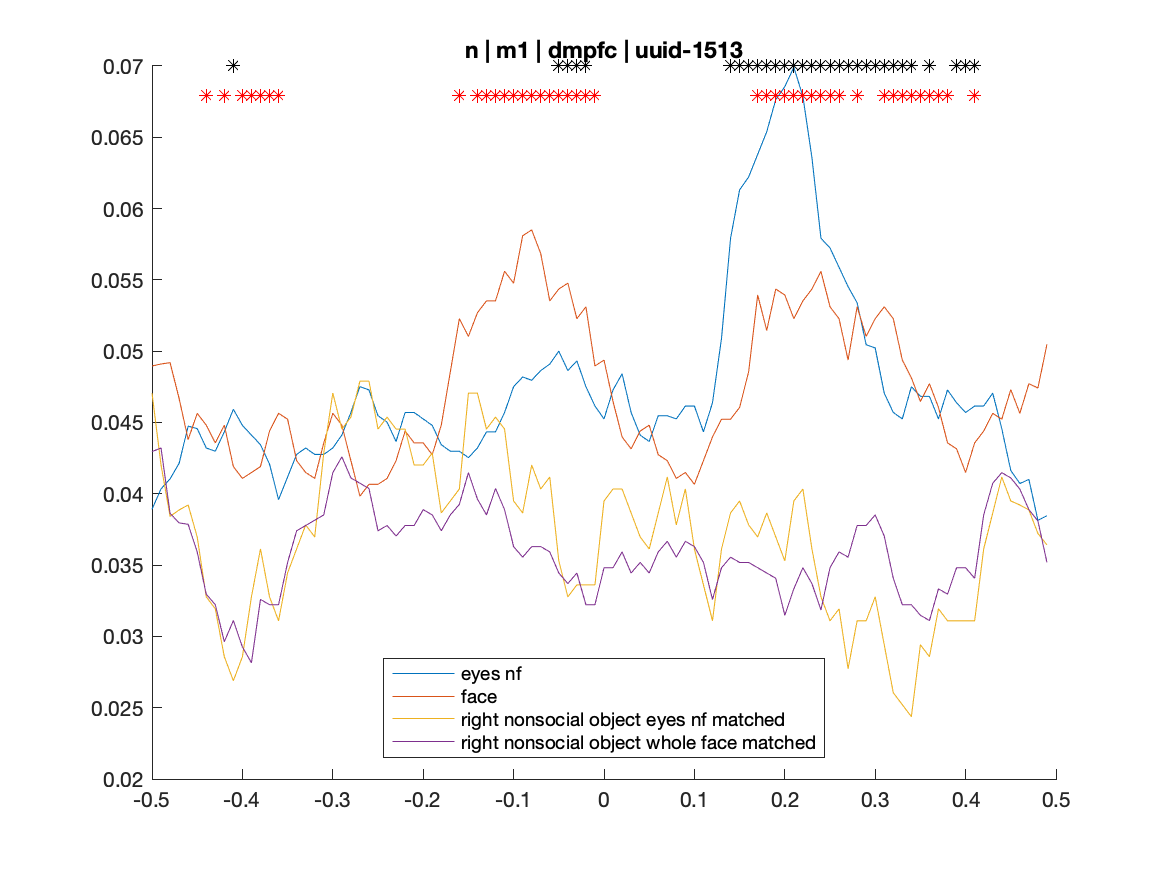 n | m1 | dmpfc | uuid-1513
0.07
0.065
0.06
0.055
0.05
0.045
0.04
0.035
0.03
0.025
0.02
eyes nf
face
right nonsocial object eyes nf matched
right nonsocial object whole face matched
-0.5 -0.4 -0.3 -0.2 -0.1 0 0.1 0.2 0.3 0.4 0.5